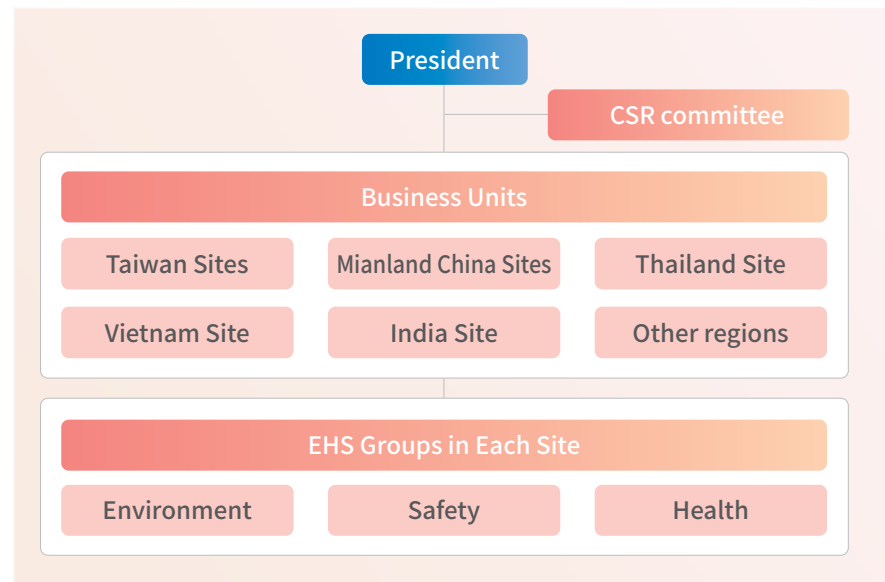 President
CSR committee
Business Units
Taiwan Sites
Mianland China Sites
Thailand Site
Vietnam Site
India Site
Other regions
EHS Groups in Each Site
Environment
Safety
Health